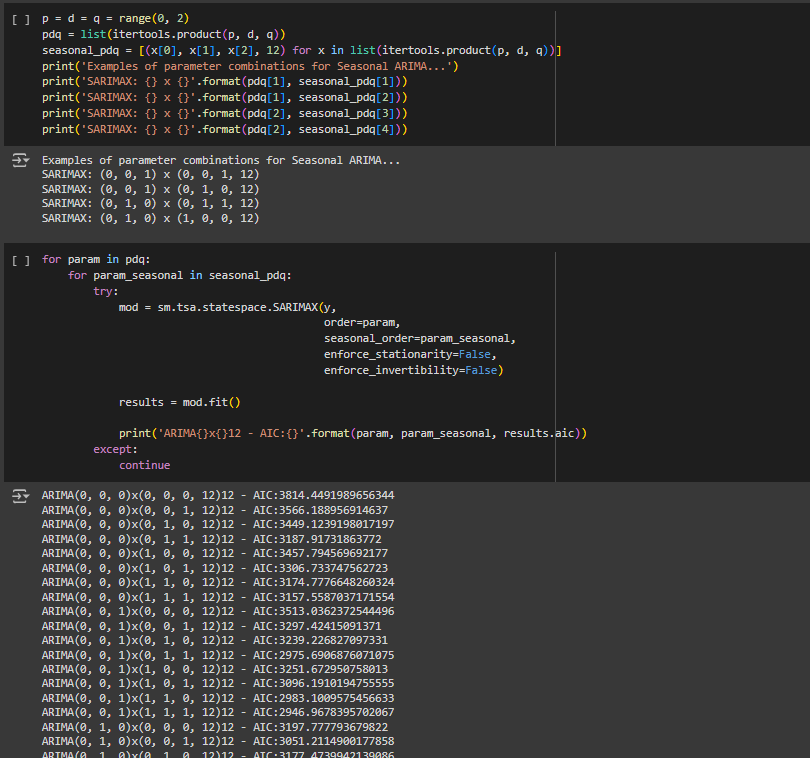 [ ] p = d = q = range(0, 2)
pdq = list(itertools.product(p, d, q))
seasonal_pdq = [(x[0], x[1], x[2], 12) for x in list(itertools.product(p, d, q))]
print('Examples of parameter combinations for Seasonal ARIMA...')
print('SARIMAX: {} x {}'.format(pdq[1], seasonal_pdq[1]))
print('SARIMAX: {} x {}'.format(pdq[1], seasonal_pdq[2]))
print('SARIMAX: {} x {}'.format(pdq[2], seasonal_pdq[3]))
print('SARIMAX: {} x {}'.format(pdq[2], seasonal_pdq[4]))
Examples of parameter combinations for Seasonal ARIMA...
SARIMAX: (0, 0, 1) x (0, 0, 1, 12)
SARIMAX: (0, 0, 1) x (0, 1, 0, 12)
SARIMAX: (0, 1, 0) x (0, 1, 1, 12)
SARIMAX: (0, 1, 0) x (1, 0, 0, 12)
[ ] for param in pdq:
for param_seasonal in seasonal_pdq:
try:
mod = sm.tsa.statespace.SARIMAX(y,
order=param,
seasonal_order=param_seasonal,
enforce_stationarity=False,
enforce_invertibility=False)
results = mod.fit()
print('ARIMA{}x{}12 - AIC:{}'.format(param, param_seasonal, results.aic))
except:
continue
ARIMA(0, 0, 0)x(0, 0, 0, 12)12 - AIC:3814.4491989656344
ARIMA(0, 0, 0)x(0, 0, 1, 12)12 - AIC:3566.188956914637
ARIMA(0, 0, 0)x(0, 1, 0, 12)12 - AIC:3449.1239198017197
ARIMA(0, 0, 0)x(0, 1, 1, 12)12 - AIC:3187.91731863772
ARIMA(0, 0, 0)x(1, 0, 0, 12)12 - AIC:3457.794569692177
ARIMA(0, 0, 0)x(1, 0, 1, 12)12 - AIC:3306.733747562723
ARIMA(0, 0, 0)x(1, 1, 0, 12)12 - AIC:3174.7776648260324
ARIMA(0, 0, 0)x(1, 1, 1, 12)12 - AIC:3157.5587037171554
ARIMA(0, 0, 1)x(0, 0, 0, 12)12 - AIC:3513.0362372544496
ARIMA(0, 0, 1)x(0, 0, 1, 12)12 - AIC:3297.42415091371
ARIMA(0, 0, 1)x(0, 1, 0, 12)12 - AIC:3239.226827097331
ARIMA(0, 0, 1)x(0, 1, 1, 12)12 - AIC:2975.6906876071075
ARIMA(0, 0, 1)x(1, 0, 0, 12)12 - AIC:3251.672950758013
ARIMA(0, 0, 1)x(1, 0, 1, 12)12 - AIC:3096.1910194755555
ARIMA(0, 0, 1)x(1, 1, 0, 12)12 - AIC:2983.1009575456633
ARIMA(0, 0, 1)x(1, 1, 1, 12)12 - AIC:2946.9678395702067
ARIMA(0, 1, 0)x(0, 0, 0, 12)12 - AIC:3197.777793679822
ARIMA(0, 1, 0)x(0, 0, 1, 12)12 - AIC:3051.2114900177858
ARIMA(0, 1, 0)x(0, 1, 0, 12)12 - AIC:3177.4739942139086